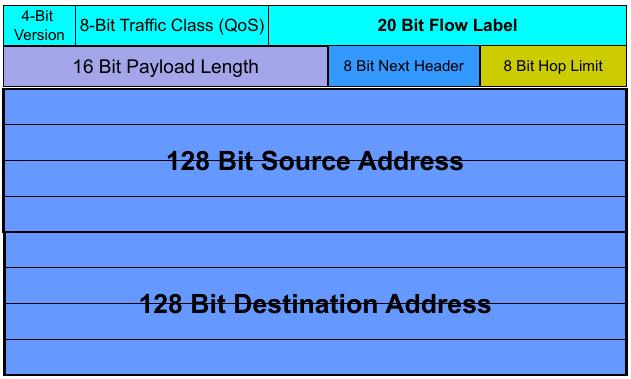 4-Bit
Version
8-Bit Traffic Class (QoS)
20 Bit Flow Label
16 Bit Payload Length
8 Bit Next Header
8 Bit Hop Limit
128 Bit Source Address
128 Bit Destination Address